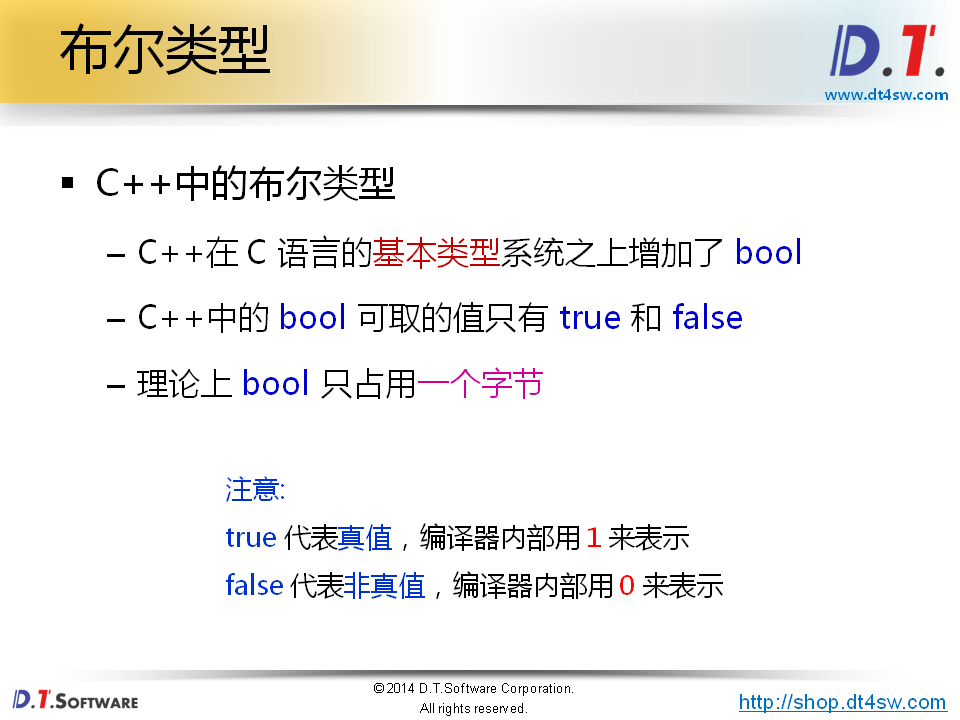 布尔类型
D.T.
www.dt4sw.com
▪ C++中的布尔类型
– C++在 C 语言的基本类型系统之上增加了 bool
– C++中的 bool 可取的值只有 true 和 false
– 理论上 bool 只占用一个字节
注意:
true 代表真值，编译器内部用 1 来表示
false 代表非真值，编译器内部用 0 来表示
D.T.SOFTWARE
©2014 D.T.Software Corporation.
All rights reserved.
http://shop.dt4sw.com